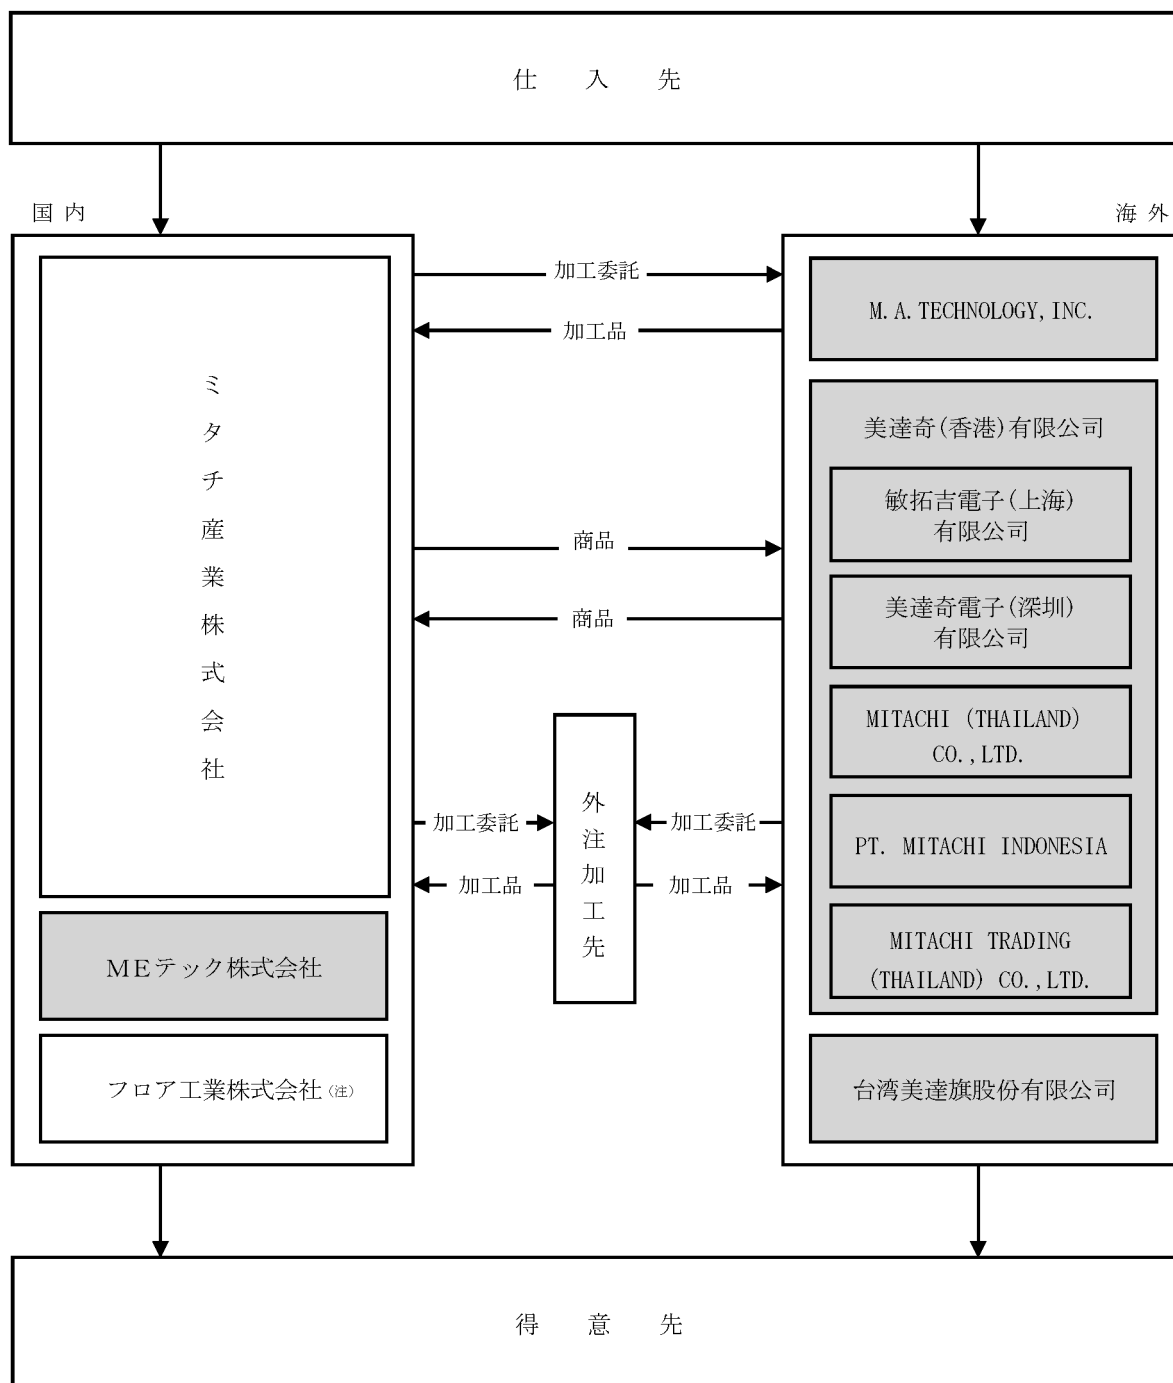 仕入先
国内
海外
加工委託
加工品
ミタチ産業株式会社
M.A.TECHNOLOGY,INC.
美達奇(香港)有限公司
敏拓吉電子(上海)
有限公司
商品
商品
美達奇電子(深圳)
有限公司
MITACHI (THAILAND)
CO.,LTD.
外注加工先
加工委託
加工委託
加工品
加工品
PT. MITACHI INDONESIA
MITACHI TRADING
(THAILAND) CO.,LTD.
MEテック株式会社
フロア工業株式会社(注)
台湾美達旗股份有限公司
得意先